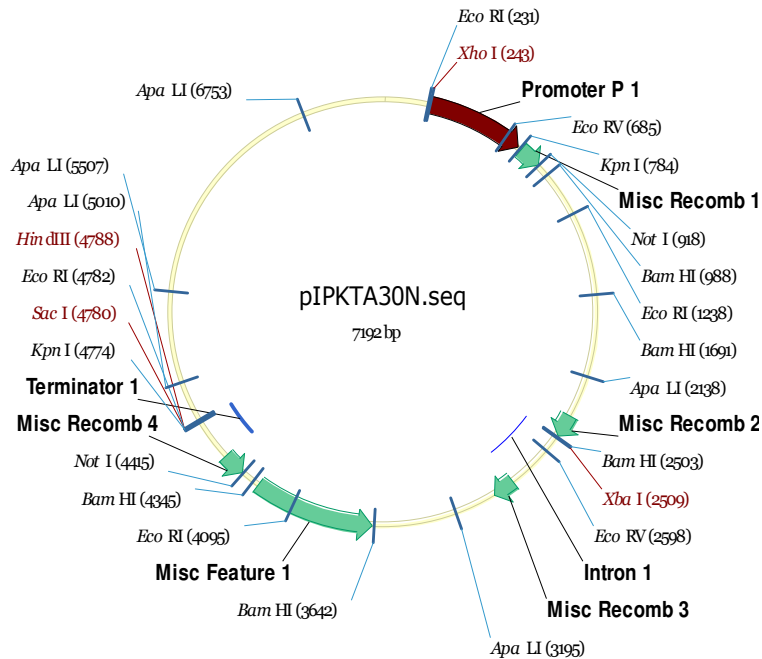 Eco RI (231)
Xho I (243)
Promoter P 1
Apa LI (6753)
Eco RV (685)
Kpn I (784)
Misc Recomb 1
Apa LI (5507)
Apa LI (5010)
HindIII (4788)
Eco RI (4782)
Sac I (4780)
Kpn I (4774)
Terminator 1
Misc Recomb 4
Not I (4415)
Bam HI (4345)
Eco RI (4095)
Misc Feature 1
Bam HI (3642)
pIPKTA30N.seq
7192 bp
Not I (918)
Bam HI (988)
Eco RI (1238)
Bam HI (1691)
Apa LI (2138)
Misc Recomb 2
Bam HI (2503)
Xba I (2509)
Eco RV (2598)
Intron 1
Misc Recomb 3
Apa LI (3195)